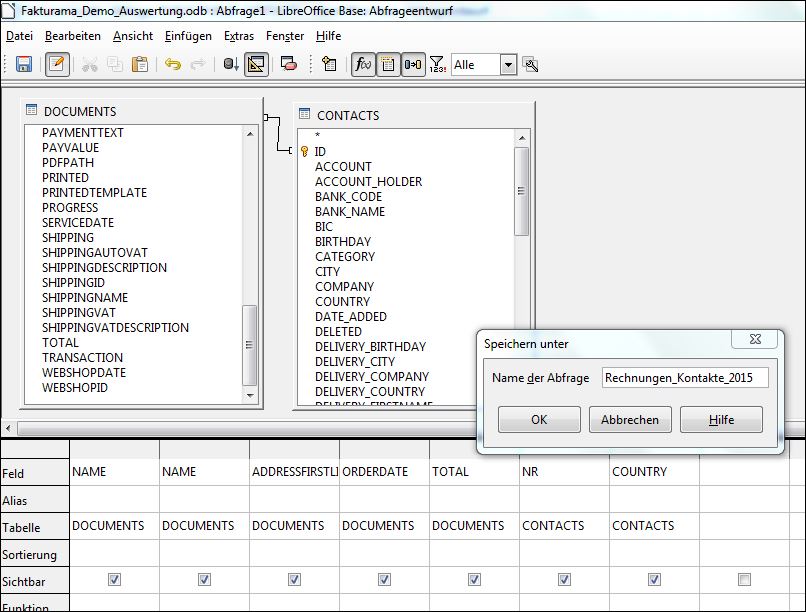 Fakturama_Demo_Auswertung.odb : Abfrage1 - LibreOffice Base: Abfrageentwurf
Datei Bearbeiten Ansicht Einfügen Extras Fenster Hilfe
f(x) 123 Alle
DOCUMENTS
PAYMENTTEXT
PAYVALUE
PDFPATH
PRINTED
PRINTEDTEMPLATE
PROGRESS
SERVICEDATE
SHIPPING
SHIPPINGAUTOVAT
SHIPPINGDESCRIPTION
SHIPPINGID
SHIPPINGNAME
SHIPPINGVAT
SHIPPINGVATDESCRIPTION
TOTAL
TRANSACTION
WEBSHOPDATE
WEBSHOPID
CONTACTS
*
ID
ACCOUNT
ACCOUNT_HOLDER
BANK_CODE
BANK_NAME
BIC
BIRTHDAY
CATEGORY
CITY
COMPANY
COUNTRY
DATE_ADDED
DELETED
DELIVERY_BIRTHDAY
DELIVERY_CITY
DELIVERY_COMPANY
DELIVERY_COUNTRY
DELIVERY_FIRSTNAME
Speichern unter
Name der Abfrage Rechnungen_Kontakte_2015
OK Abbrechen Hilfe
Feld NAME NAME ADDRESSFIRSTLI ORDERDATE TOTAL NR COUNTRY
Alias
Tabelle DOCUMENTS DOCUMENTS DOCUMENTS DOCUMENTS DOCUMENTS CONTACTS CONTACTS
Sortierung
Sichtbar
Funktion